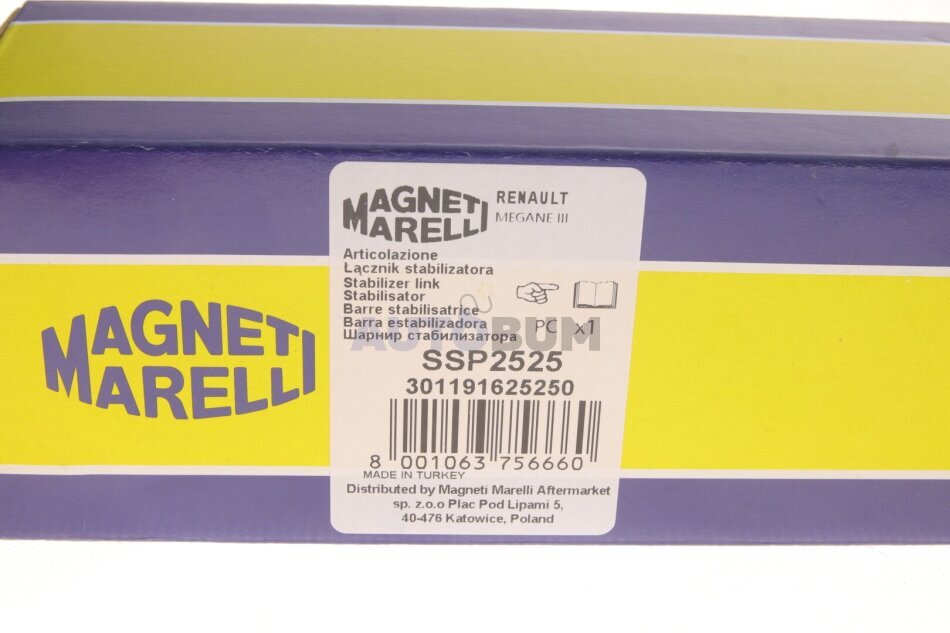 MAGNETI
MARELLI
RENAULT
MEGANE III
Articolazione
Łącznik stabilizatora
Stabilizer link
Stabilisator
Barre stabilisatrice
Barra estabilizadora
Шарнир стабилизатора
PC x1
AUTOBUM
SSP2525
301191625250
8 001063 756660
MADE IN TURKEY
Distributed by Magneti Marelli Aftermarket
sp. z.o.o Plac Pod Lipami 5,
40-476 Katowice, Poland
MAGNETI
MARELLI